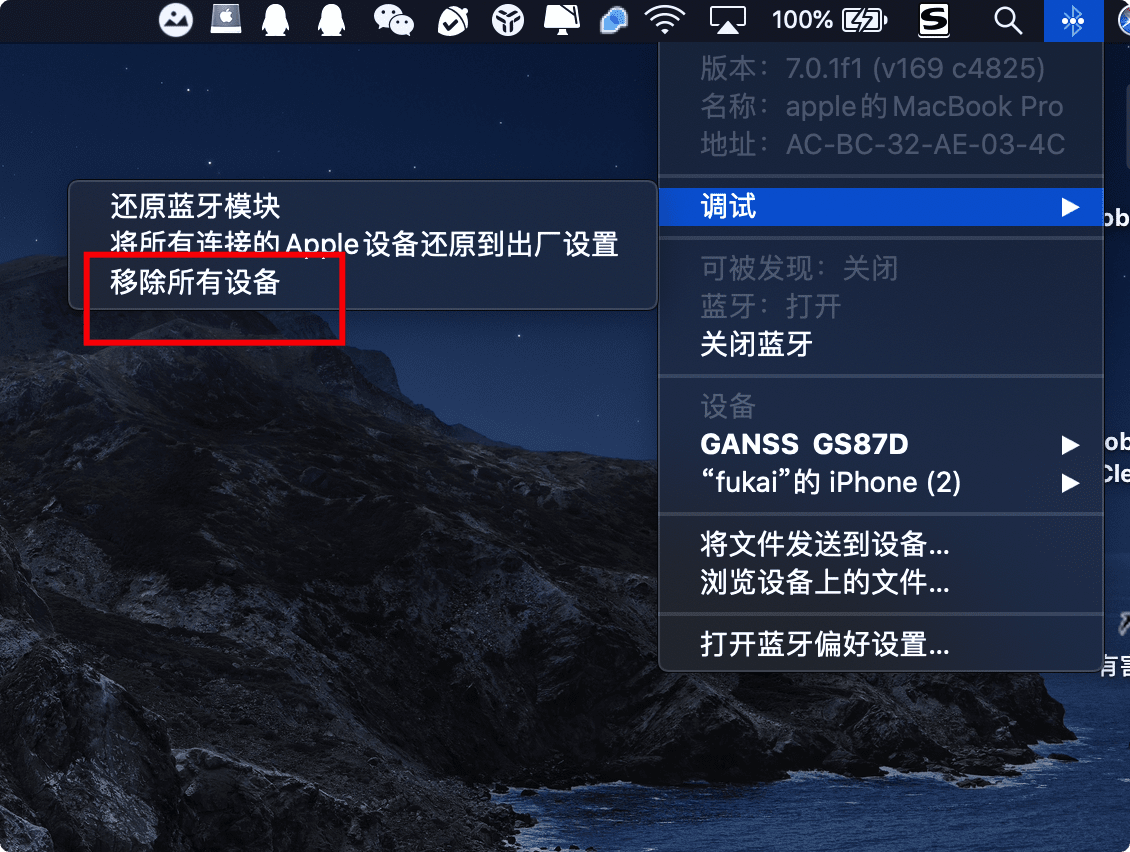 100%
版本：7.0.1f1 (v169 c4825)
名称：apple的MacBook Pro
地址：AC-BC-32-AE-03-4C
调试
还原蓝牙模块
将所有连接的Apple设备还原到出厂设置
移除所有设备
可被发现：关闭
蓝牙：打开
关闭蓝牙
设备
GANSS GS87D
“fukai”的 iPhone (2)
将文件发送到设备...
浏览设备上的文件...
打开蓝牙偏好设置...